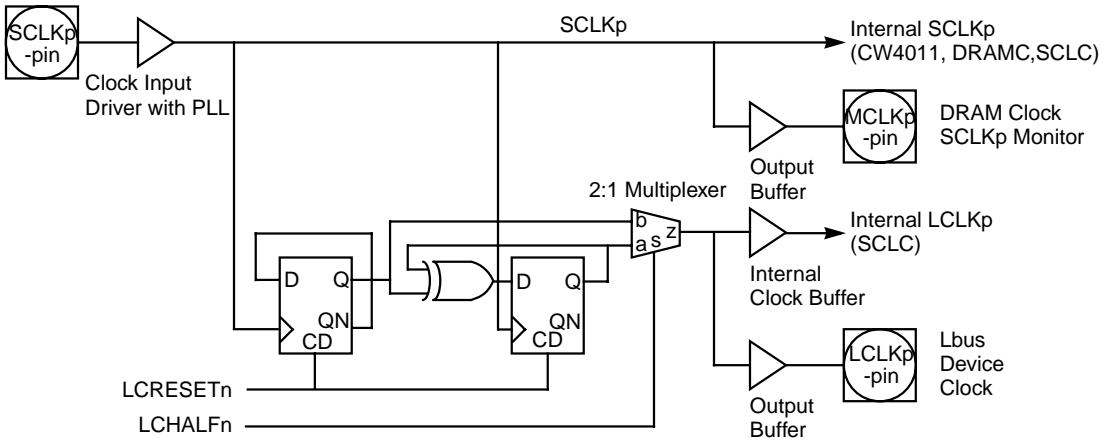 SCLKp
-pin
Clock Input
Driver with PLL
SCLKp
Internal SCLKp
(CW4011, DRAMC,SCLC)
MCLKp
-pin
DRAM Clock
SCLKp Monitor
Output
Buffer
2:1 Multiplexer
b
a
s
z
Internal LCLKp
(SCLC)
Internal
Clock Buffer
D
Q
QN
CD
D
Q
QN
CD
LCRESETn
LCHALFn
LCLKp
-pin
Lbus
Device
Clock
Output
Buffer